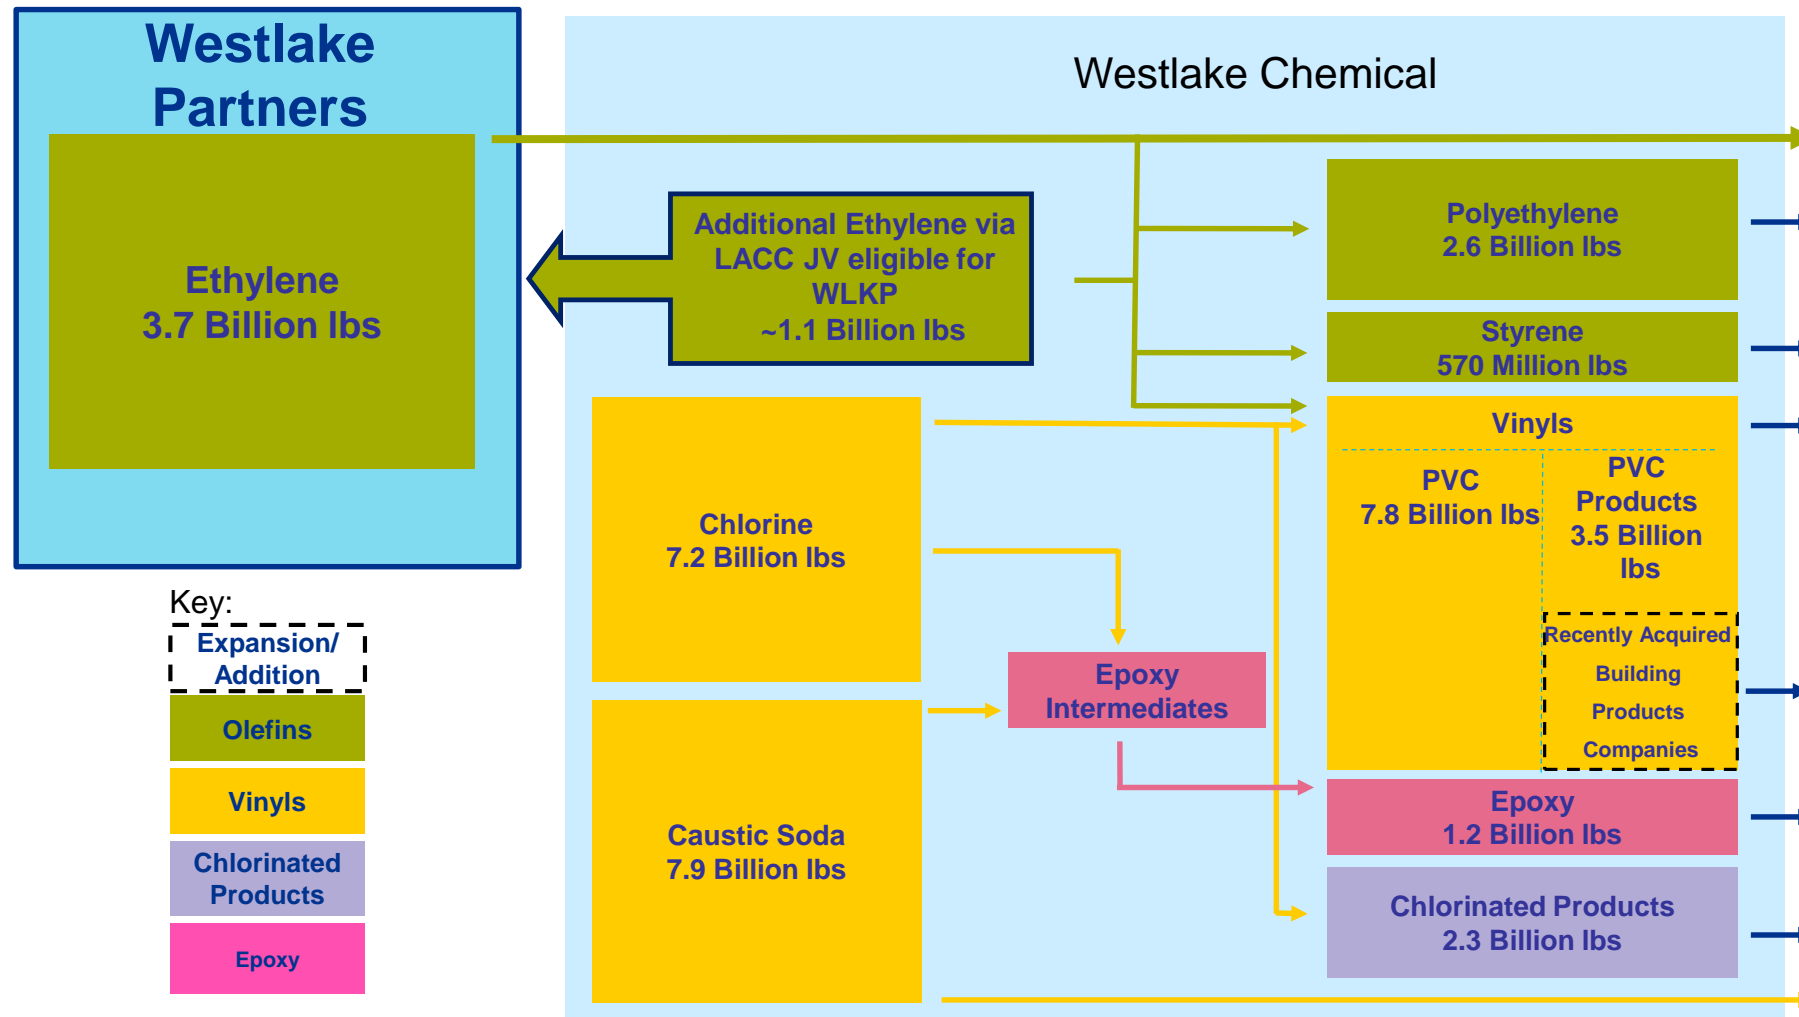 Westlake
Partners
Ethylene
3.7 Billion lbs
Westlake Chemical
Additional Ethylene via
LACC JV eligible for
WLKP
~1.1 Billion lbs
Polyethylene
2.6 Billion lbs
Styrene
570 Million lbs
Vinyls
PVC
7.8 Billion lbs
PVC
Products
3.5 Billion
lbs
Recently Acquired
Building
Products
Companies
Chlorine
7.2 Billion lbs
Epoxy
Intermediates
Caustic Soda
7.9 Billion lbs
Epoxy
1.2 Billion lbs
Chlorinated Products
2.3 Billion lbs
Key:
Expansion/
Addition
Olefins
Vinyls
Chlorinated
Products
Epoxy